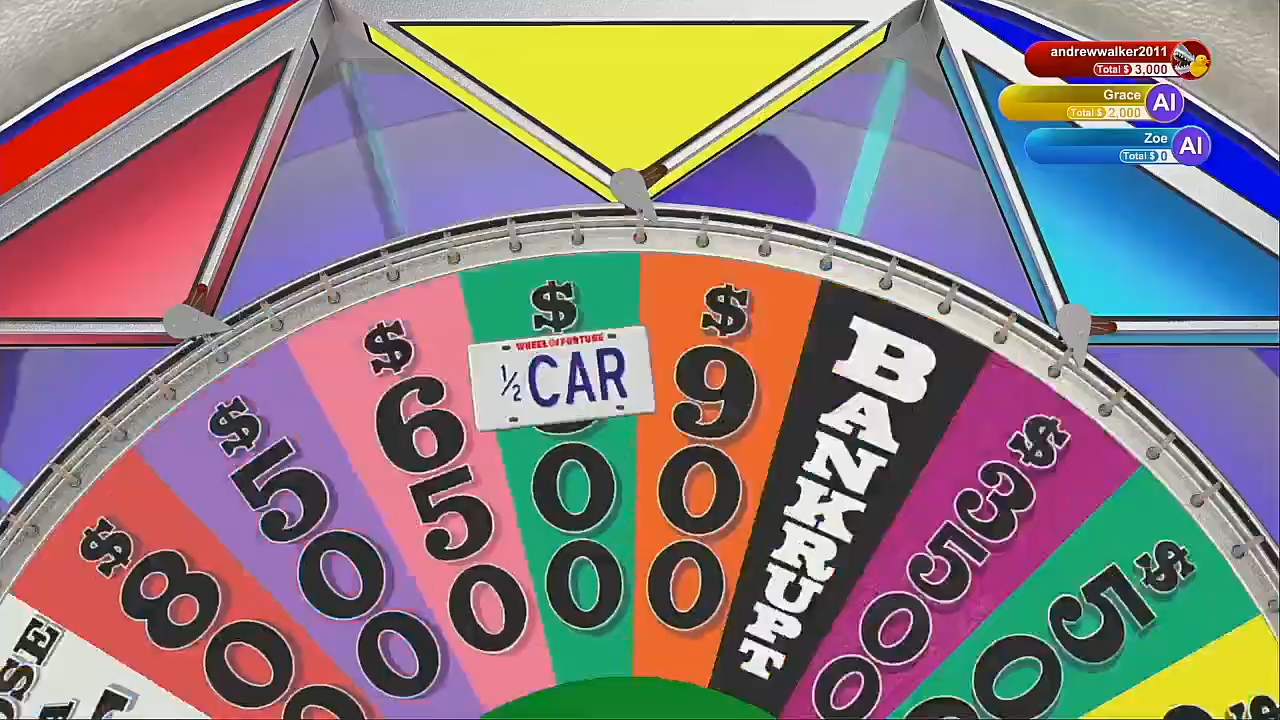 andrewwalker2011
Total $ 3,000
Grace
Total $ 2,000
AI
Zoe
Total $ 0
AI
$800
$500
$650
$
WHEEL OF FORTUNE
½ CAR
00
$900
BANKRUPT
$3500
$500
$